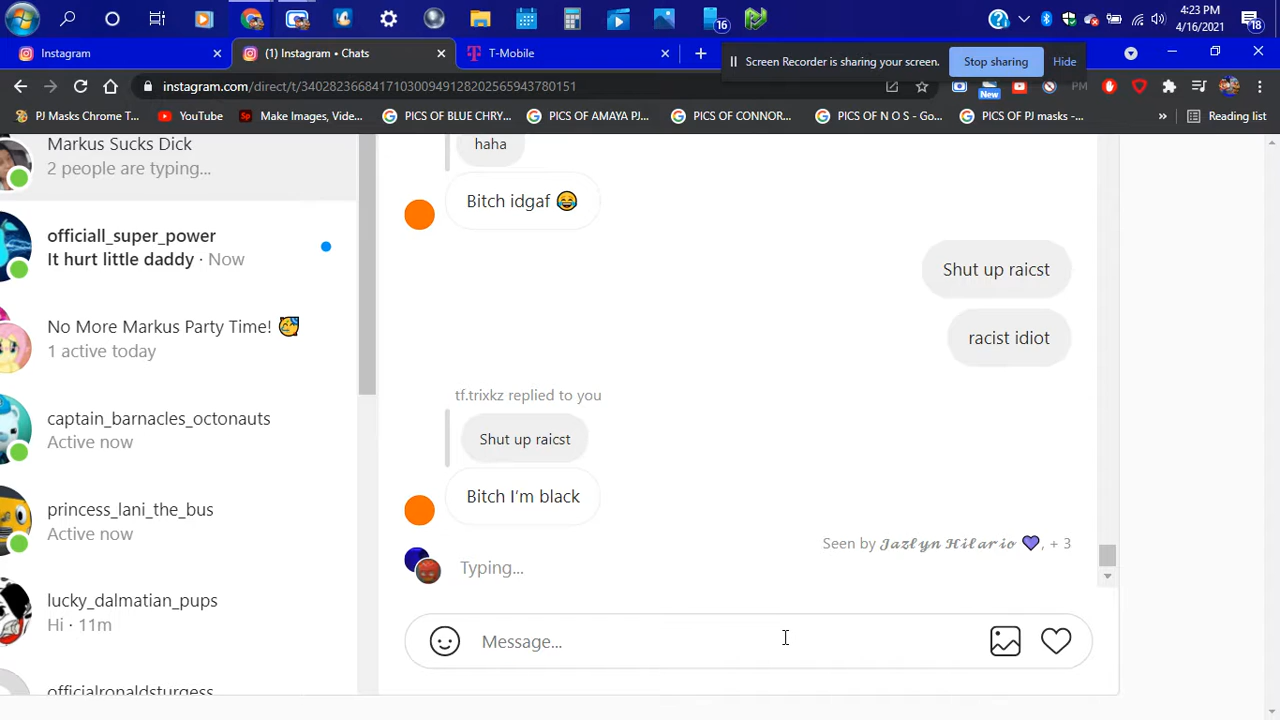 16
4/16/2021
4:23 PM
18
Instagram
(1) Instagram • Chats
T-Mobile
Screen Recorder is sharing your screen.
Stop sharing
Hide
instagram.com/direct/t/340282366841710300949128202565943780151
New
PM
PJ Masks Chrome T...
YouTube
Make Images, Vide...
PICS OF BLUE CHRY...
PICS OF AMAYA PJ...
PICS OF CONNOR...
PICS OF N O S - Go...
PICS OF PJ masks -...
»
Reading list
Markus Sucks Dick
2 people are typing...
officiall_super_power
It hurt little daddy · Now
No More Markus Party Time! 🥳
1 active today
captain_barnacles_octonauts
Active now
princess_lani_the_bus
Active now
lucky_dalmatian_pups
Hi · 11m
officialronaldsturgess
haha
Bitch idgaf 😂
Shut up raicst
racist idiot
tf.trixkz replied to you
Shut up raicst
Bitch I'm black
Seen by 𝓙𝓪𝔃𝓵𝔂𝓷 𝓗𝓲𝓵𝓪𝓻𝓲𝓸 💜, + 3
Typing...
Message...